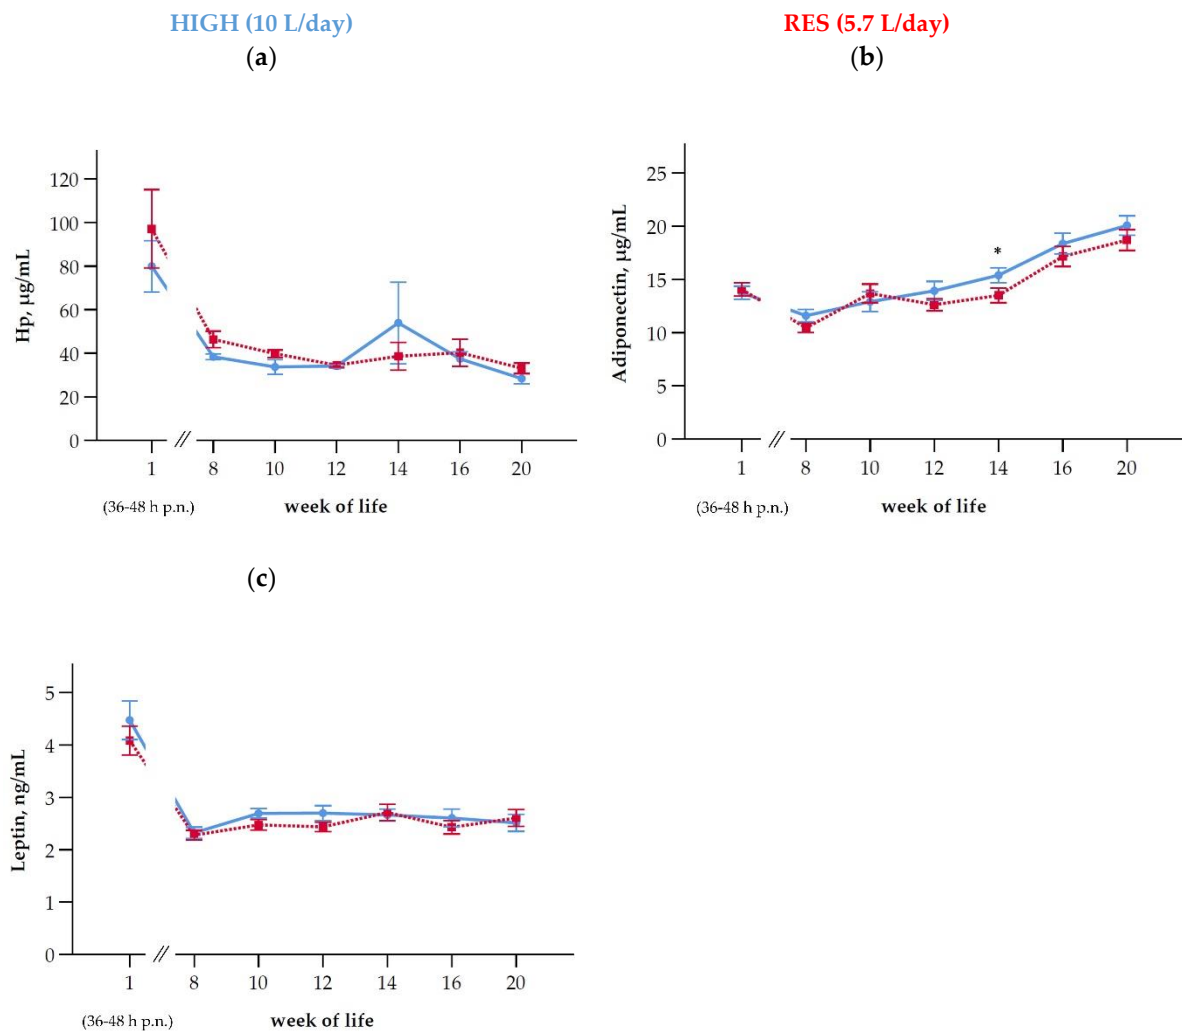 HIGH (10 L/day) RES (5.7 L/day)
(a) (b)
Hp, µg/mL
120
100
80
60
40
20
0
1 // 8 10 12 14 16 20
(36-48 h p.n.) week of life
Adiponectin, µg/mL
25
20
15
10
5
0
*
1 // 8 10 12 14 16 20
(36-48 h p.n.) week of life
(c)
Leptin, ng/mL
5
4
3
2
1
0
1 // 8 10 12 14 16 20
(36-48 h p.n.) week of life